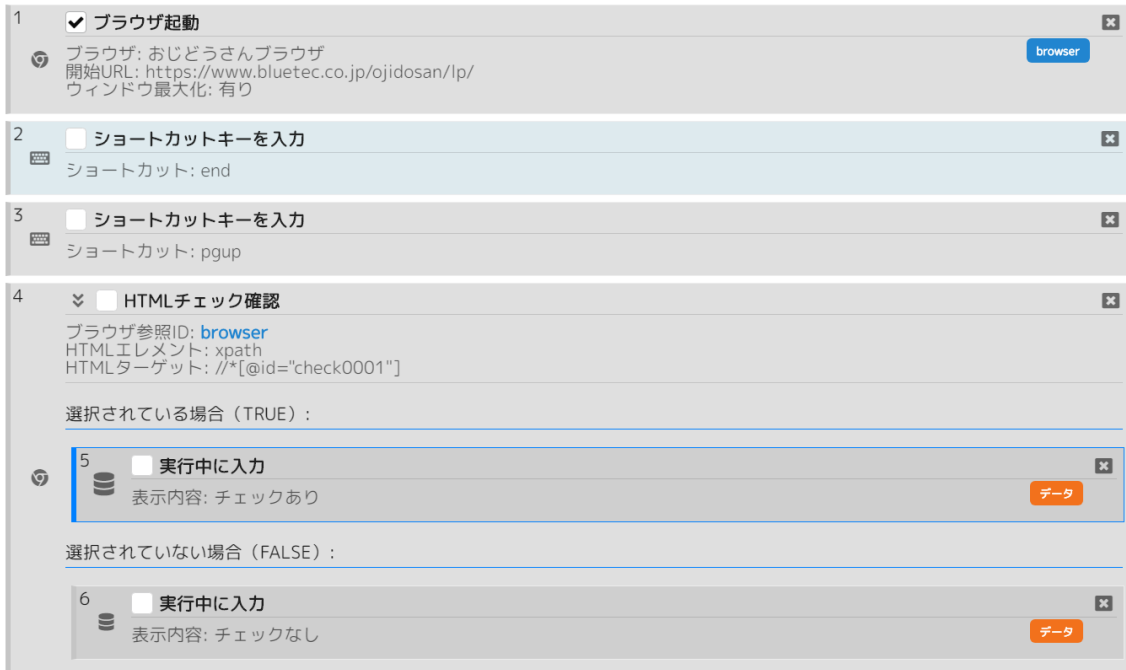 1
ブラウザ起動
ブラウザ: おじどうさんブラウザ
browser
開始URL: https://www.bluetec.co.jp/ojidosan/lp/
ウィンドウ最大化: 有り
2
ショートカットキーを入力
ショートカット: end
3
ショートカットキーを入力
ショートカット: pgup
4
HTMLチェック確認
ブラウザ参照ID: browser
HTMLエレメント: xpath
HTMLターゲット: //*[@id="check0001"]
選択されている場合（TRUE）:
5
実行中に入力
表示内容: チェックあり
データ
選択されていない場合（FALSE）:
6
実行中に入力
表示内容: チェックなし
データ